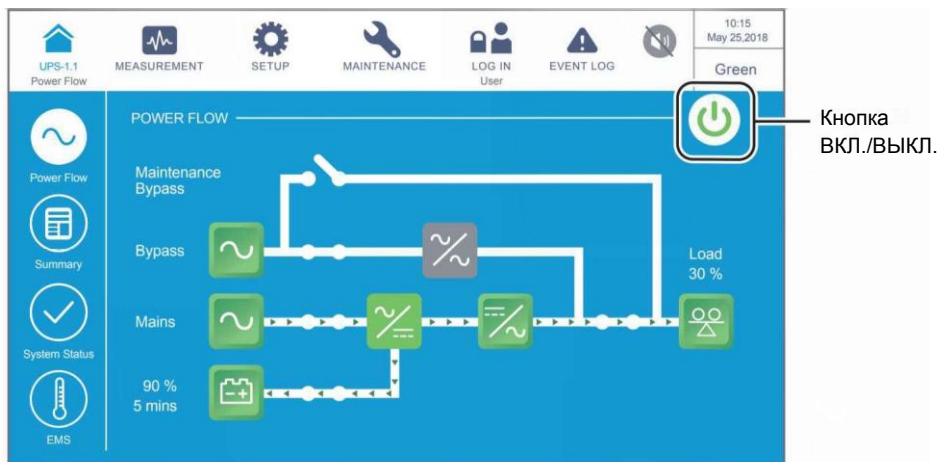 10:15
May 25,2018
UPS-1.1
Power Flow
MEASUREMENT
SETUP
MAINTENANCE
LOG IN
User
EVENT LOG
Green
POWER FLOW
Кнопка
ВКЛ./ВЫКЛ.
Power Flow
Maintenance
Bypass
Summary
Bypass
Load
30 %
Mains
System Status
90 %
5 mins
EMS